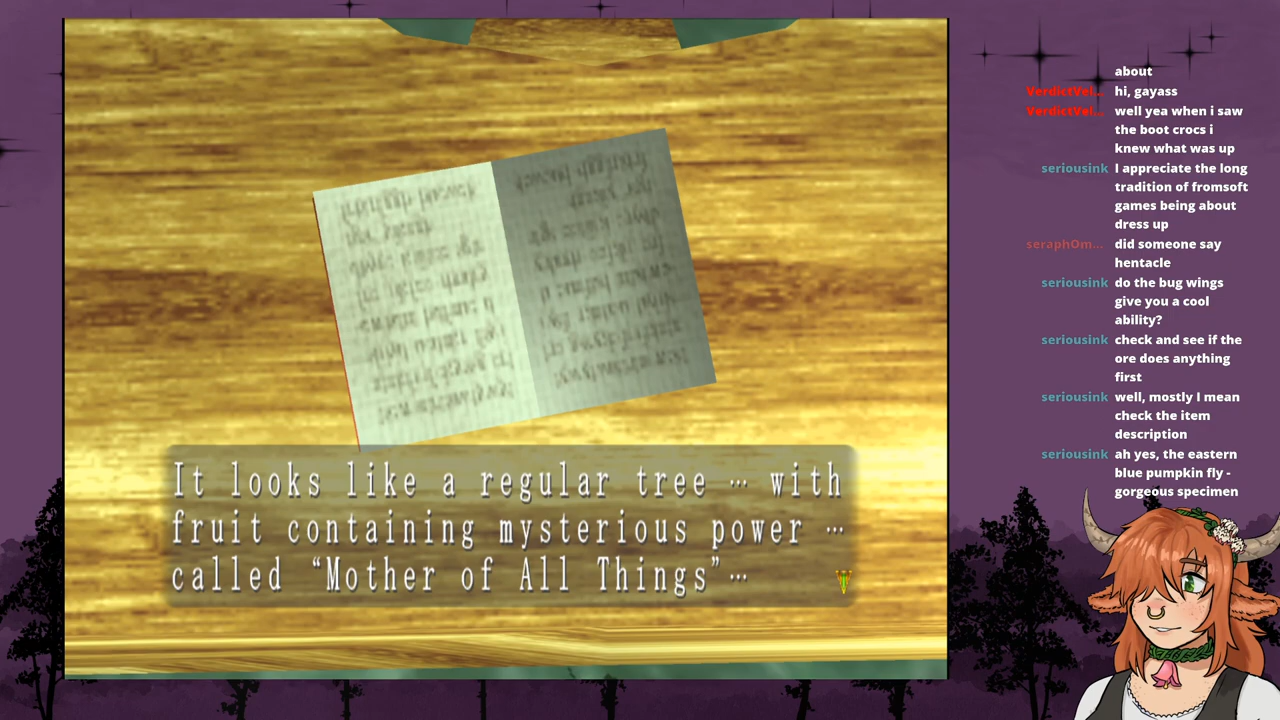 It looks like a regular tree … with
fruit containing mysterious power …
called “Mother of All Things”…
about
VerdictVel... hi, gayass
VerdictVel... well yea when i saw
the boot crocs i
knew what was up
seriousink I appreciate the long
tradition of fromsoft
games being about
dress up
seraphOm... did someone say
hentacle
seriousink do the bug wings
give you a cool
ability?
seriousink check and see if the
ore does anything
first
seriousink well, mostly I mean
check the item
description
seriousink ah yes, the eastern
blue pumpkin fly -
gorgeous specimen